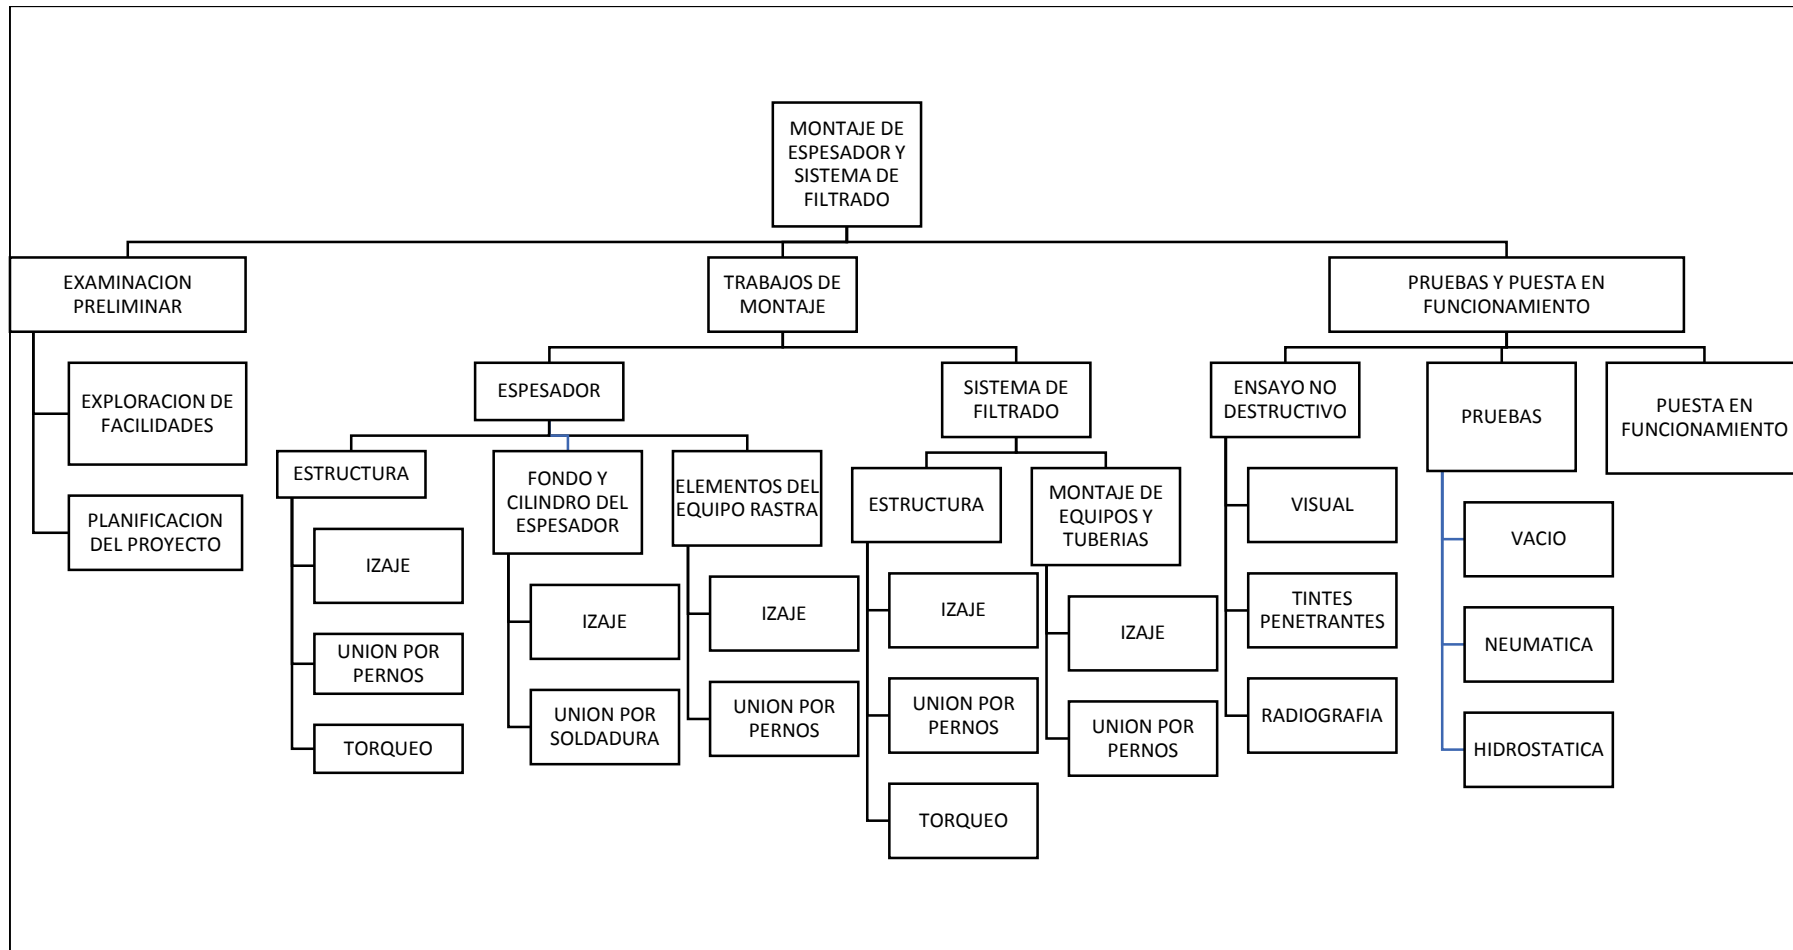 MONTAJE DE
ESPESADOR Y
SISTEMA DE
FILTRADO
EXAMINACION
PRELIMINAR
EXPLORACION DE
FACILIDADES
PLANIFICACION
DEL PROYECTO
TRABAJOS DE
MONTAJE
ESPESADOR
ESTRUCTURA
IZAJE
UNION POR
PERNOS
TORQUEO
FONDO Y
CILINDRO DEL
ESPESADOR
IZAJE
UNION POR
SOLDADURA
ELEMENTOS DEL
EQUIPO RASTRA
IZAJE
UNION POR
PERNOS
SISTEMA DE
FILTRADO
ESTRUCTURA
IZAJE
UNION POR
PERNOS
TORQUEO
MONTAJE DE
EQUIPOS Y
TUBERIAS
IZAJE
UNION POR
PERNOS
PRUEBAS Y PUESTA EN
FUNCIONAMIENTO
ENSAYO NO
DESTRUCTIVO
VISUAL
TINTES
PENETRANTES
RADIOGRAFIA
PRUEBAS
VACIO
NEUMATICA
HIDROSTATICA
PUESTA EN
FUNCIONAMIENTO